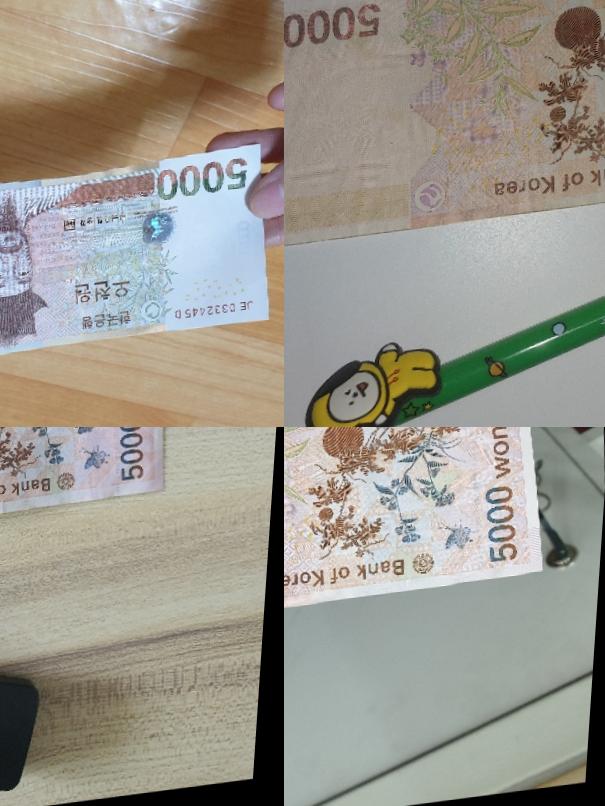 5000
오천원
한국은행
JE 0332445 D
5000
k of Korea
5000
Bank o
5000 won
Bank of Kore